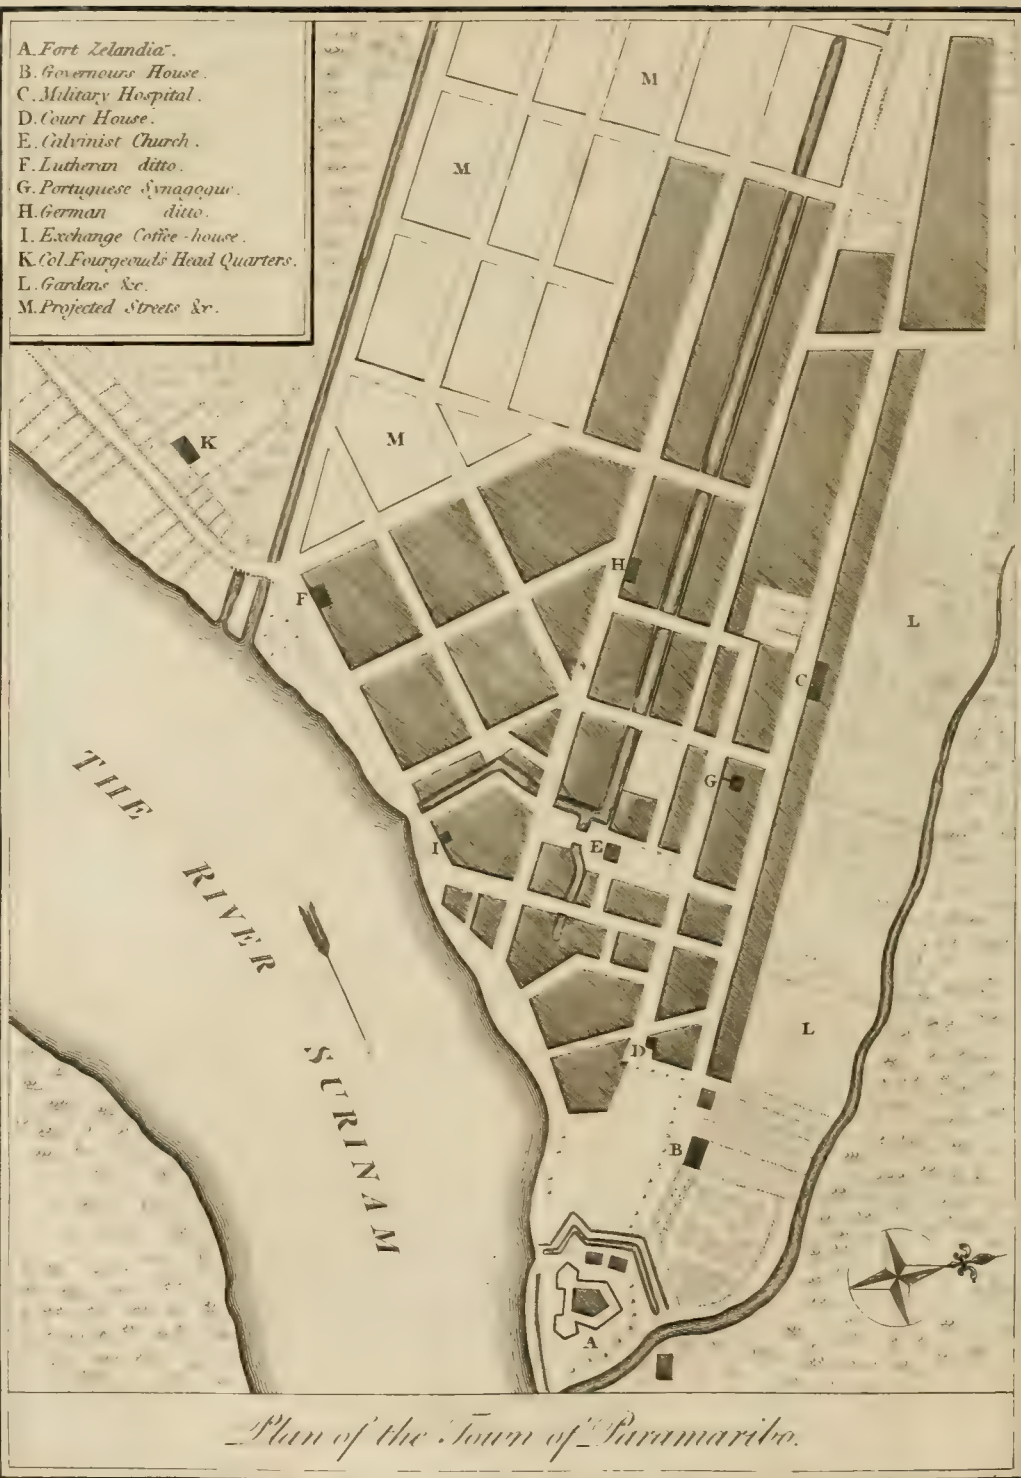 A. Fort Zelandia.
B. Governours House.
C. Military Hospital.
D. Court House.
E. Calvinist Church.
F. Lutheran ditto.
G. Portuguese Synagogue.
H. German ditto.
I. Exchange Coffee-house.
K. Col. Fourgeoud's Head Quarters.
L. Gardens &c.
M. Projected Streets &c.
M
M
M
K
H
F
L
C
G
I
E
L
D
B
A
THE
RIVER
SURINAM
Plan of the Town of Paramaribo.